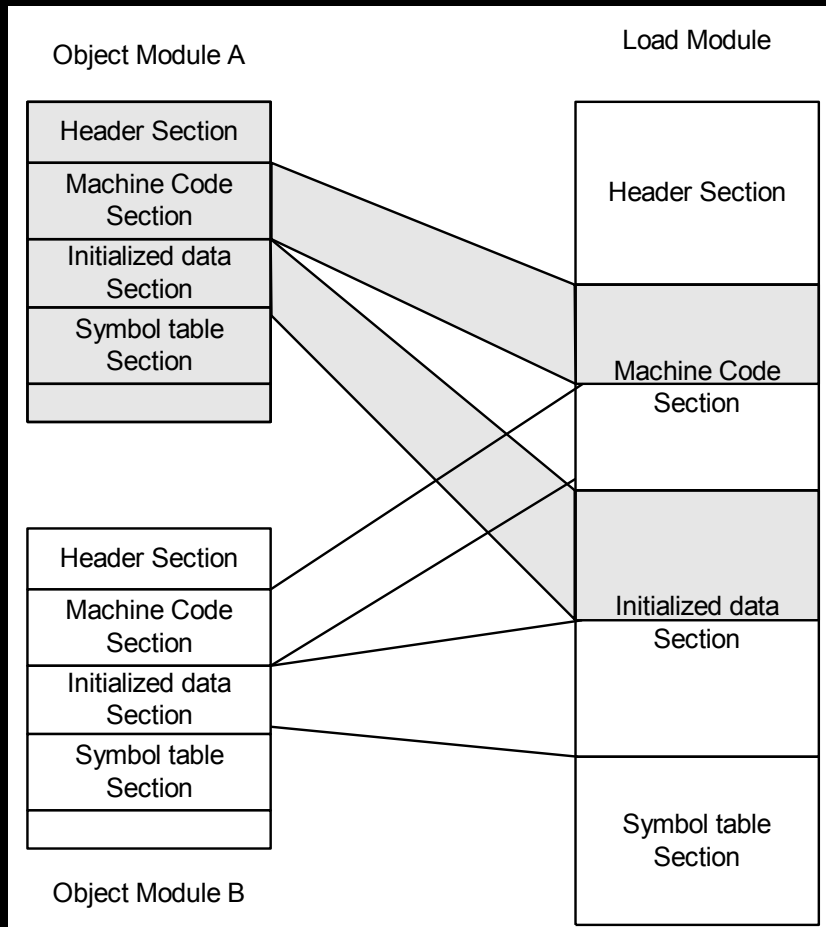 Object Module A
Header Section
Machine Code
Section
Initialized data
Section
Symbol table
Section
Header Section
Machine Code
Section
Initialized data
Section
Symbol table
Section
Object Module B
Load Module
Header Section
Machine Code
Section
Initialized data
Section
Symbol table
Section